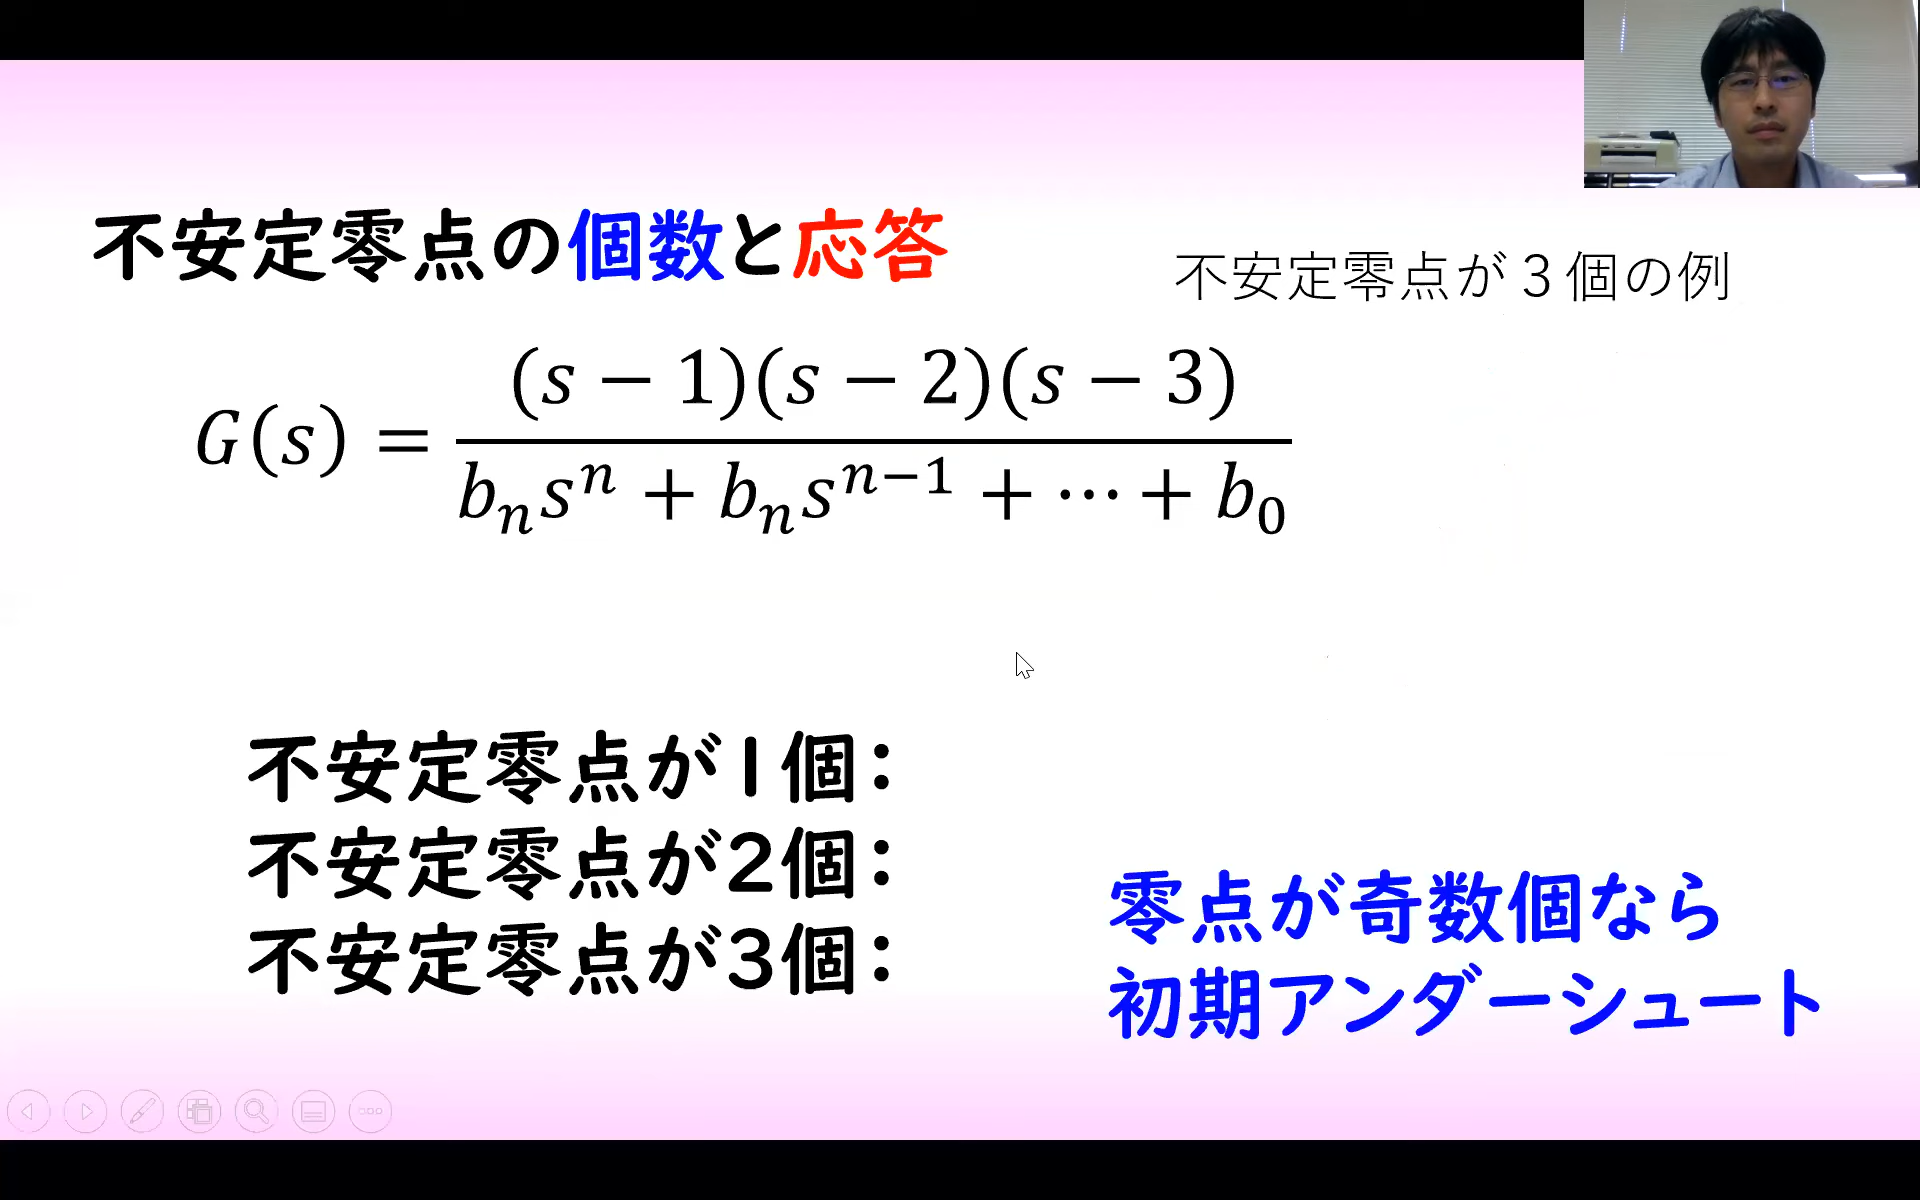 不安定零点の個数と応答
不安定零点が３個の例
G(s) = \frac{(s-1)(s-2)(s-3)}{b_n s^n + b_n s^{n-1} + \cdots + b_0}
不安定零点が1個：
不安定零点が2個：
不安定零点が3個：
零点が奇数個なら
初期アンダーシュート